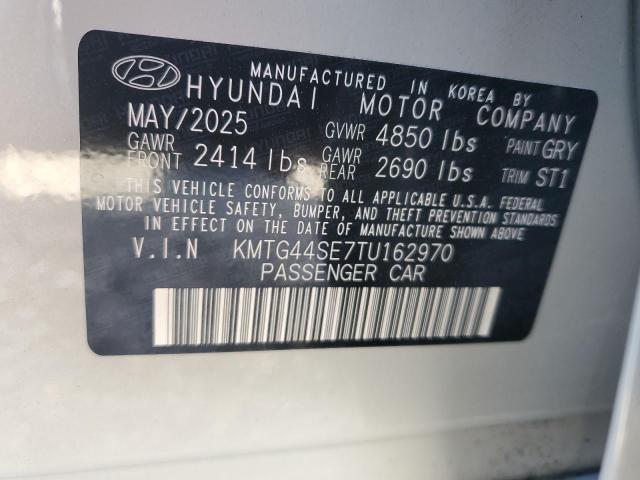 MANUFACTURED IN KOREA BY
HYUNDAI MOTOR COMPANY
MAY/2025 GVWR 4850 lbs PAINT GRY
GAWR FRONT 2414 lbs GAWR REAR 2690 lbs TRIM ST1
THIS VEHICLE CONFORMS TO ALL APPLICABLE U.S.A. FEDERAL
MOTOR VEHICLE SAFETY, BUMPER, AND THEFT PREVENTION STANDARDS
IN EFFECT ON THE DATE OF MANUFACTURE SHOWN ABOVE.
V.I.N KMTG44SE7TU162970
PASSENGER CAR